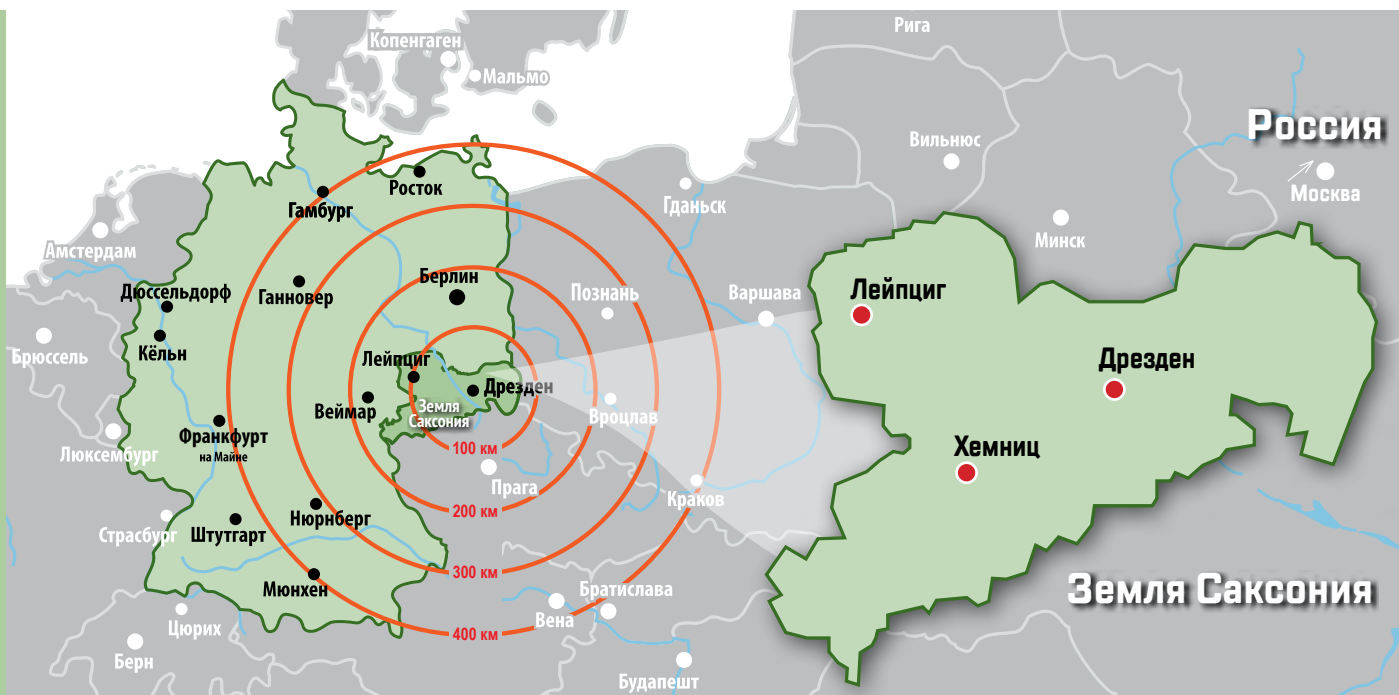 Рига
Копенгаген
Мальмо
Россия
Вильнюс
Москва
Росток
Гамбург
Гданьск
Минск
Амстердам
Берлин
Дюссельдорф
Ганновер
Познань
Варшава
Лейпциг
Кёльн
Брюссель
Лейпциг
Дрезден
Дрезден
Веймар
Земля
Саксония
Вроцлав
Франкфурт
на Майне
100 км
Хемниц
Люксембург
Прага
Краков
200 км
Нюрнберг
Страсбург
Штутгарт
300 км
Мюнхен
Братислава
Земля Саксония
Вена
Цюрих
400 км
Берн
Будапешт